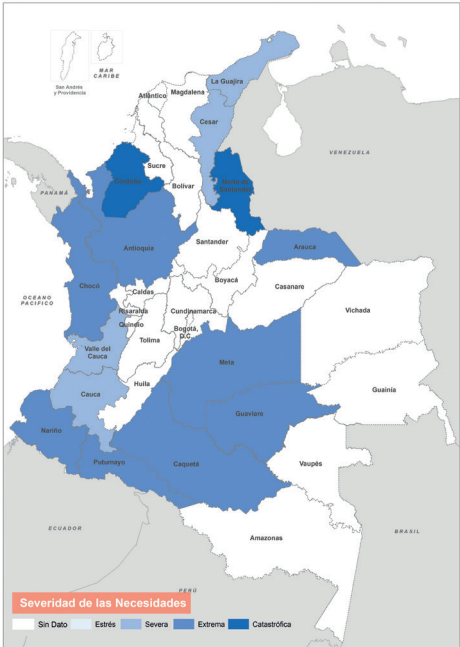 MAR
CARIBE
San Andrés
y Providencia
La Guajira
Atlántico
Magdalena
Cesar
VENEZUELA
Sucre
Córdoba
Norte de
Santander
Bolívar
PANAMÁ
Santander
Antioquia
Arauca
Boyacá
Chocó
Casanare
OCEANO
PACIFICO
Caldas
Risaralda
Cundinamarca
Vichada
Quindío
Bogotá,
D.C.
Tolima
Valle del
Cauca
Meta
Huila
Guainía
Cauca
Guaviare
Nariño
Putumayo
Caquetá
Vaupés
ECUADOR
BRASIL
Amazonas
PERÚ
Severidad de las Necesidades
Sin Dato
Estrés
Severa
Extrema
Catastrófica